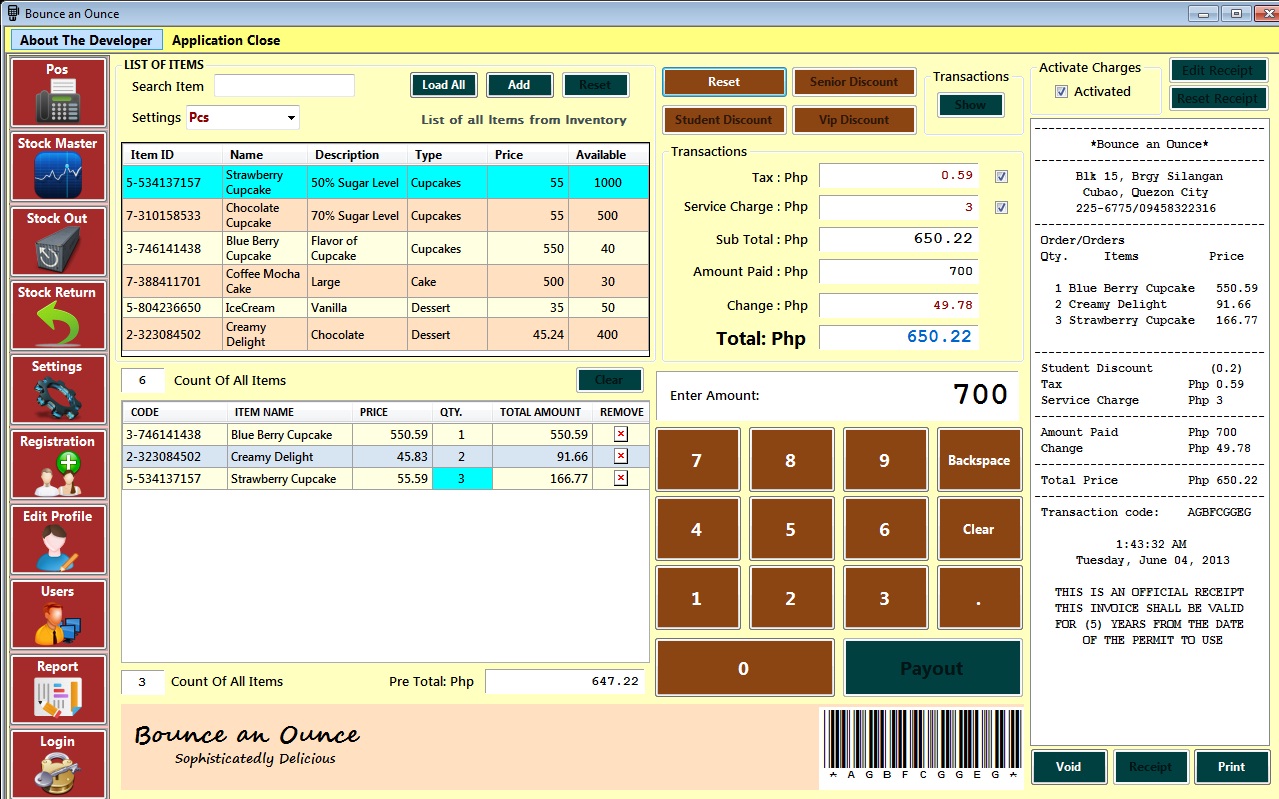 Bounce an Ounce
About The Developer Application Close
Pos
Stock Master
Stock Out
Stock Return
Settings
Registration
Edit Profile
Users
Report
Login
LIST OF ITEMS
Search Item
Load All Add Reset
Settings Pcs
List of all Items from Inventory
Item ID Name Description Type Price Available
5-534137157 Strawberry Cupcake 50% Sugar Level Cupcakes 55 1000
7-310158533 Chocolate Cupcake 70% Sugar Level Cupcakes 55 500
3-746141438 Blue Berry Cupcake Flavor of Cupcake Cupcakes 550 40
7-388411701 Coffee Mocha Cake Large Cake 500 30
5-804236650 IceCream Vanilla Dessert 35 50
2-323084502 Creamy Delight Chocolate Dessert 45.24 400
6 Count Of All Items Clear
CODE ITEM NAME PRICE QTY. TOTAL AMOUNT REMOVE
3-746141438 Blue Berry Cupcake 550.59 1 550.59
2-323084502 Creamy Delight 45.83 2 91.66
5-534137157 Strawberry Cupcake 55.59 3 166.77
3 Count Of All Items Pre Total: Php 647.22
Bounce an Ounce
Sophisticatedly Delicious
*AGBFCGGEG*
Reset Senior Discount
Student Discount Vip Discount
Transactions
Show
Transactions
Tax : Php 0.59
Service Charge : Php 3
Sub Total : Php 650.22
Amount Paid : Php 700
Change : Php 49.78
Total: Php 650.22
Enter Amount: 700
7 8 9 Backspace
4 5 6 Clear
1 2 3 .
0 Payout
Activate Charges
Activated
Edit Receipt
Reset Receipt
*Bounce an Ounce*
Blk 15, Brgy Silangan
Cubao, Quezon City
225-6775/09458322316
Order/Orders
Qty. Items Price
1 Blue Berry Cupcake 550.59
2 Creamy Delight 91.66
3 Strawberry Cupcake 166.77
Student Discount (0.2)
Tax Php 0.59
Service Charge Php 3
Amount Paid Php 700
Change Php 49.78
Total Price Php 650.22
Transaction code: AGBFCGGEG
1:43:32 AM
Tuesday, June 04, 2013
THIS IS AN OFFICIAL RECEIPT
THIS INVOICE SHALL BE VALID
FOR (5) YEARS FROM THE DATE
OF THE PERMIT TO USE
Void Receipt Print